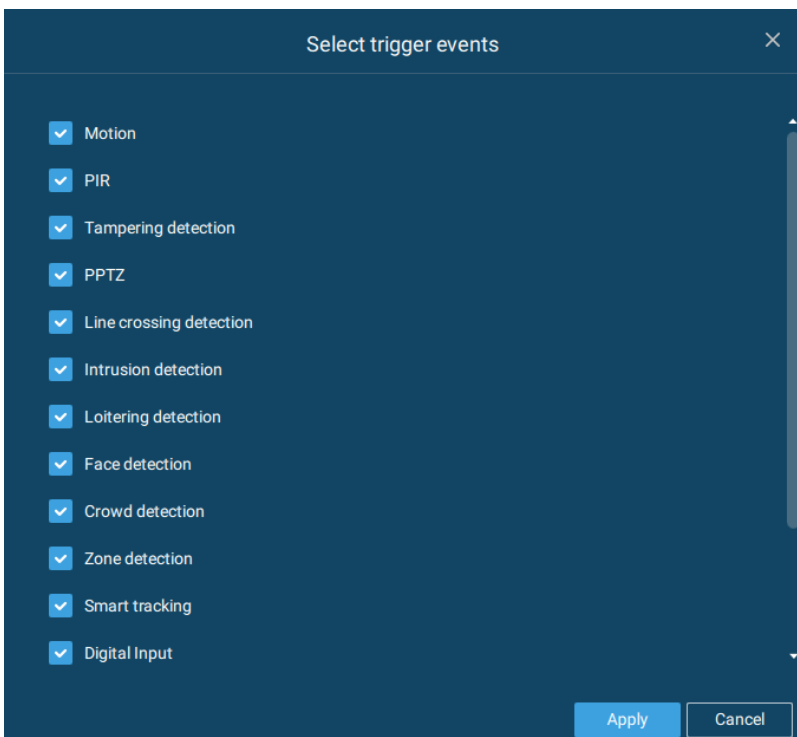 Select trigger events
Motion
PIR
Tampering detection
PPTZ
Line crossing detection
Intrusion detection
Loitering detection
Face detection
Crowd detection
Zone detection
Smart tracking
Digital Input
Apply
Cancel